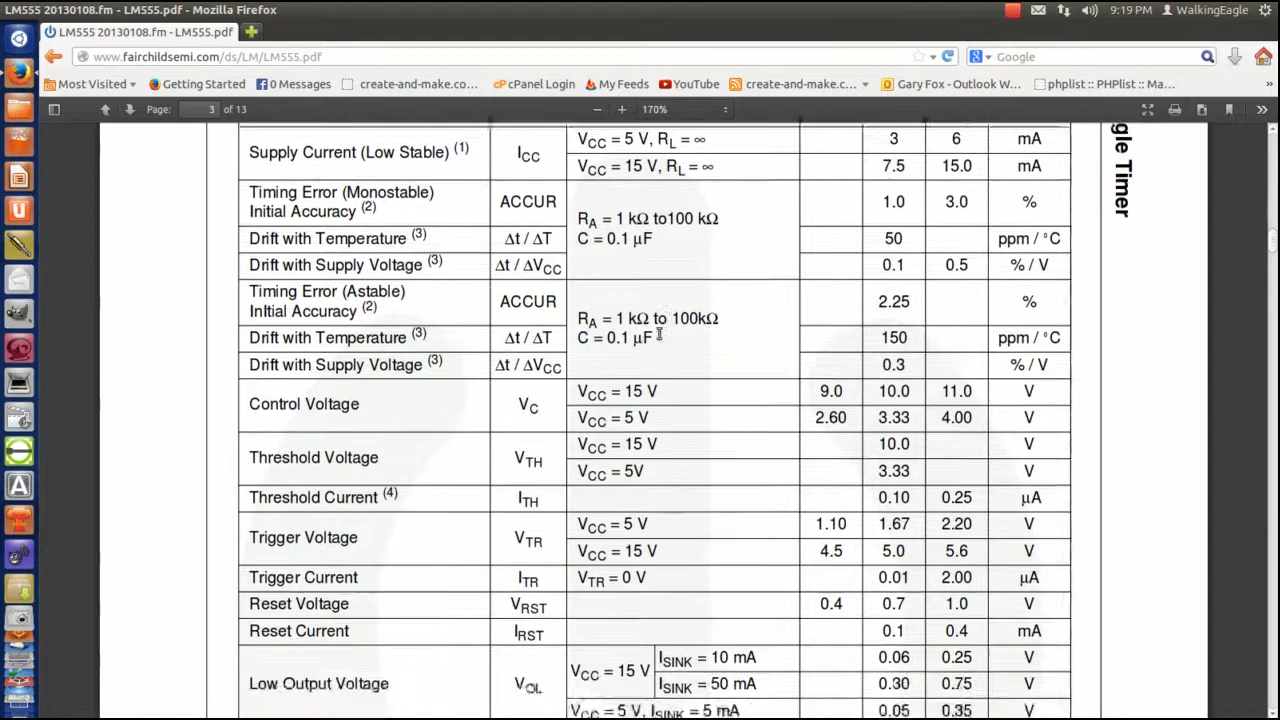 LM555 20130108.fm - LM555.pdf - Mozilla Firefox
9:19 PM WalkingEagle
LM555 20130108.fm - LM555.pdf
www.fairchildsemi.com/ds/LM/LM555.pdf Google
Most Visited Getting Started 0 Messages create-and-make.co... cPanel Login My Feeds YouTube create-and-make.co... Gary Fox - Outlook W... phplist :: PHPlist :: Ma...
Page: 3 of 13 170%
gle Timer
Supply Current (Low Stable) (1) ICC VCC = 5 V, RL = ∞ 3 6 mA
VCC = 15 V, RL = ∞ 7.5 15.0 mA
Timing Error (Monostable)
Initial Accuracy (2) ACCUR RA = 1 kΩ to100 kΩ 1.0 3.0 %
C = 0.1 μF
Drift with Temperature (3) Δt / ΔT 50 ppm / °C
Drift with Supply Voltage (3) Δt / ΔVCC 0.1 0.5 % / V
Timing Error (Astable)
InItial Accuracy (2) ACCUR RA = 1 kΩ to 100kΩ 2.25 %
C = 0.1 μF
Drift with Temperature (3) Δt / ΔT 150 ppm / °C
Drift with Supply Voltage (3) Δt / ΔVCC 0.3 % / V
Control Voltage VC VCC = 15 V 9.0 10.0 11.0 V
VCC = 5 V 2.60 3.33 4.00 V
Threshold Voltage VTH VCC = 15 V 10.0 V
VCC = 5V 3.33 V
Threshold Current (4) ITH 0.10 0.25 μA
Trigger Voltage VTR VCC = 5 V 1.10 1.67 2.20 V
VCC = 15 V 4.5 5.0 5.6 V
Trigger Current ITR VTR = 0 V 0.01 2.00 μA
Reset Voltage VRST 0.4 0.7 1.0 V
Reset Current IRST 0.1 0.4 mA
Low Output Voltage VOL VCC = 15 V ISINK = 10 mA 0.06 0.25 V
ISINK = 50 mA 0.30 0.75 V
VCC = 5 V, ISINK = 5 mA 0.05 0.35 V